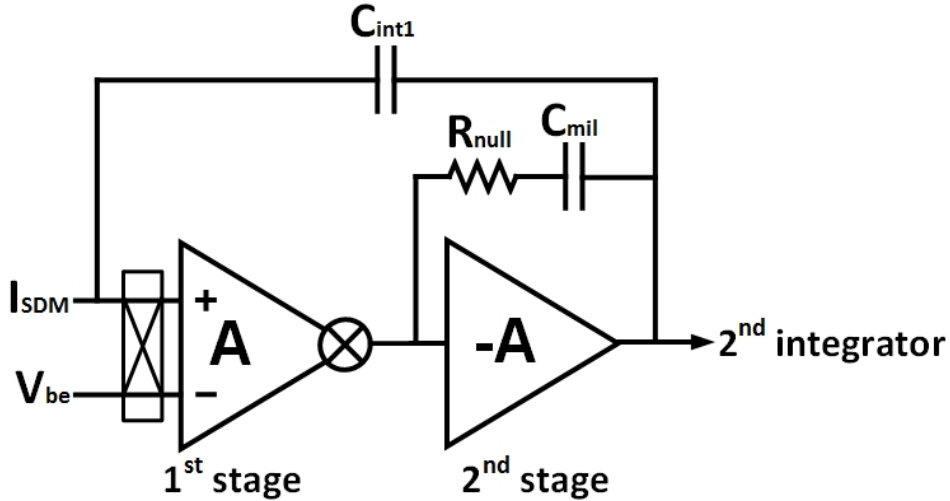 Cint1
Rnull
Cmil
ISDM
+
A
-A
2nd integrator
Vbe
−
1st stage
2nd stage